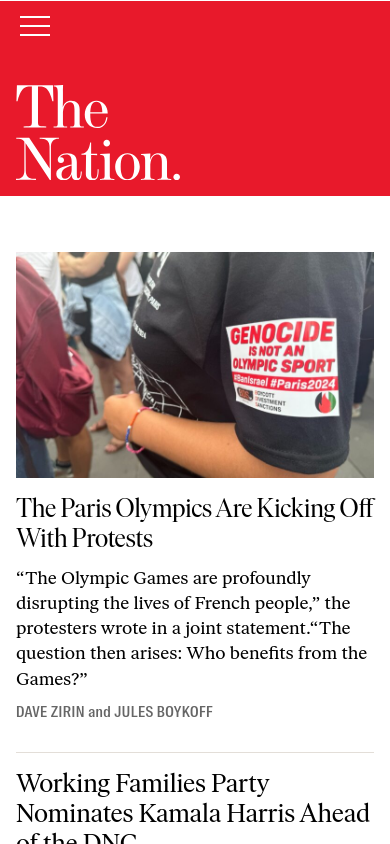 The
Nation.
GENOCIDE
IS NOT AN
OLYMPIC SPORT
#BanIsrael #Paris2024
BOYCOTT
SANCTIONS
The Paris Olympics Are Kicking Off
With Protests
“The Olympic Games are profoundly
disrupting the lives of French people,” the
protesters wrote in a joint statement.“The
question then arises: Who benefits from the
Games?”
DAVE ZIRIN and JULES BOYKOFF
Working Families Party
Nominates Kamala Harris Ahead
of the DNC